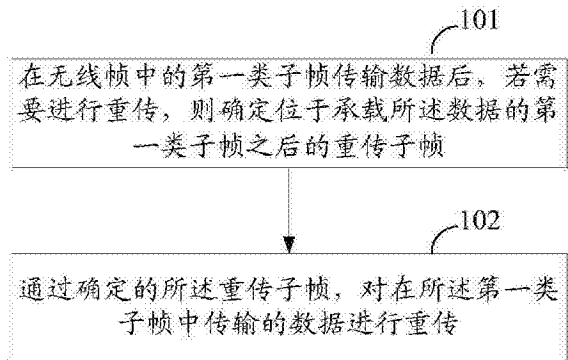 101
在无线帧中的第一类子帧传输数据后，若需
要进行重传，则确定位于承载所述数据的第
一类子帧之后的重传子帧
102
通过确定的所述重传子帧，对在所述第一类
子帧中传输的数据进行重传